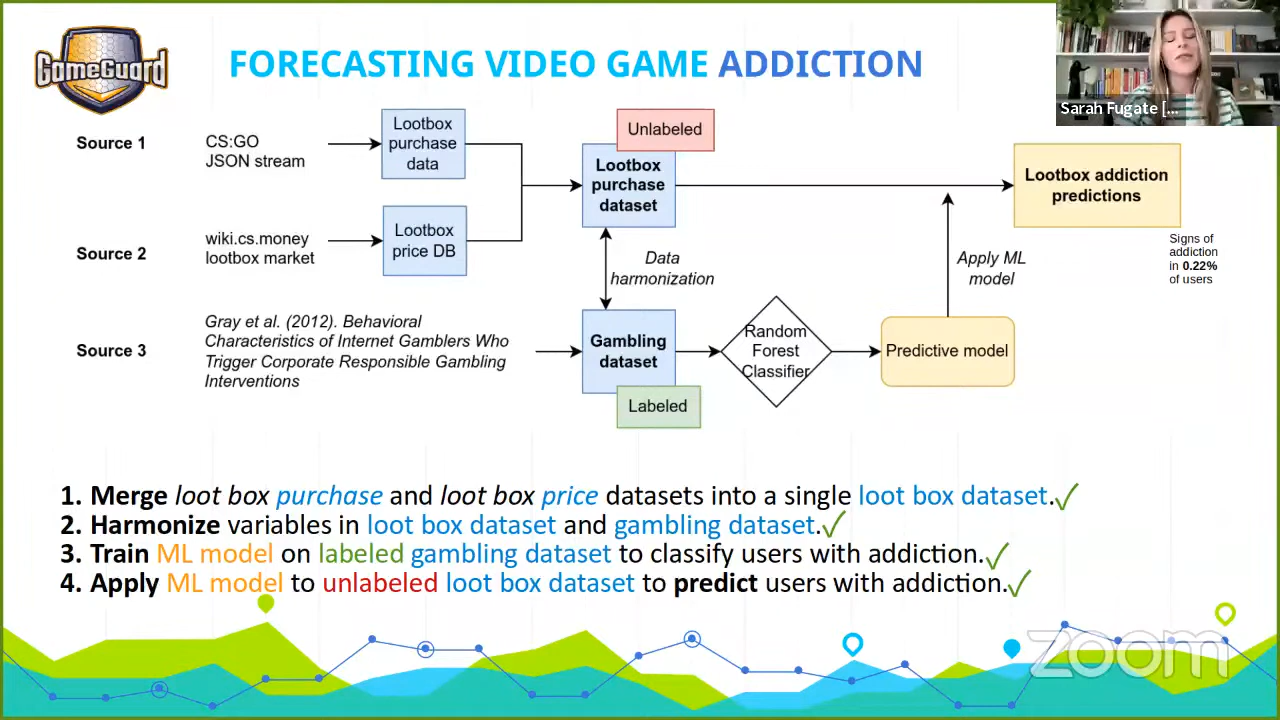 GameGuard
FORECASTING VIDEO GAME ADDICTION
Sarah Fugate [...
Source 1
CS:GO
JSON stream
Lootbox
purchase
data
Unlabeled
Lootbox
purchase
dataset
Lootbox addiction
predictions
Source 2
wiki.cs.money
lootbox market
Lootbox
price DB
Data
harmonization
Apply ML
model
Signs of
addiction
in 0.22%
of users
Source 3
Gray et al. (2012). Behavioral
Characteristics of Internet Gamblers Who
Trigger Corporate Responsible Gambling
Interventions
Gambling
dataset
Labeled
Random
Forest
Classifier
Predictive model
1. Merge loot box purchase and loot box price datasets into a single loot box dataset.✓
2. Harmonize variables in loot box dataset and gambling dataset.✓
3. Train ML model on labeled gambling dataset to classify users with addiction.✓
4. Apply ML model to unlabeled loot box dataset to predict users with addiction.✓
zoom